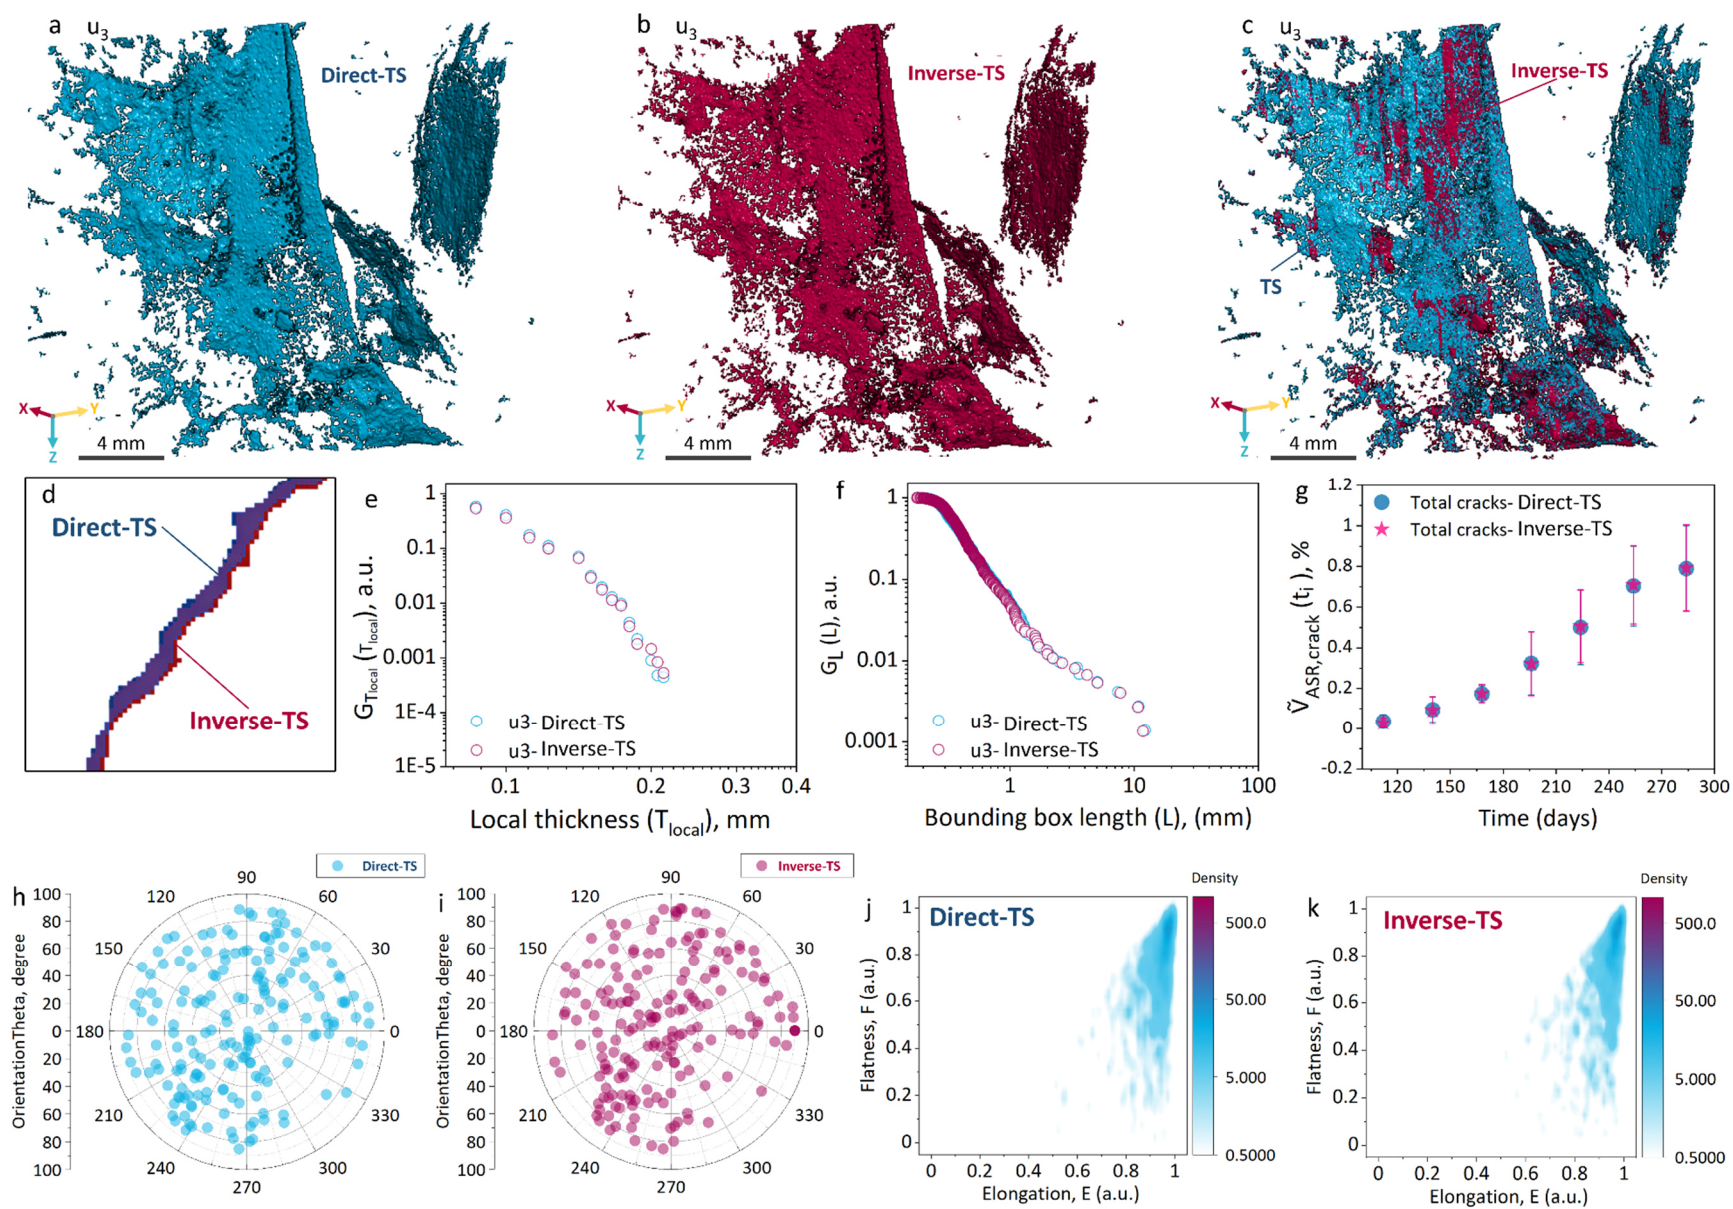 a u3
Direct-TS
X
Y
Z
4 mm
b u3
Inverse-TS
X
Y
Z
4 mm
c u3
Inverse-TS
TS
X
Y
Z
4 mm
d
Direct-TS
Inverse-TS
e
1
0.1
0.01
0.001
1E-4
1E-5
G_Tlocal (Tlocal), a.u.
u3- Direct-TS
u3- Inverse-TS
0.1
0.2
0.4
Local thickness (Tlocal), mm
f
1
0.1
0.01
0.001
GL (L), a.u.
u3- Direct-TS
u3- Inverse-TS
1
10
100
Bounding box length (L), (mm)
g
1.2
1
0.8
0.6
0.4
0.2
0
-0.2
ṼASR,crack (ti), %
Total cracks- Direct-TS
Total cracks- Inverse-TS
120
150
180
210
240
270
300
Time (days)
h
Direct-TS
OrientationTheta, degree
100
80
60
40
20
0
20
40
60
80
100
90
60
30
0
330
300
270
240
210
180
150
120
i
Inverse-TS
OrientationTheta, degree
100
80
60
40
20
0
20
40
60
80
100
90
60
30
0
330
300
270
240
210
180
150
120
j
Direct-TS
Flatness, F (a.u.)
1
0.8
0.6
0.4
0.2
0
0
0.2
0.4
0.6
0.8
1
Elongation, E (a.u.)
Density
500.0
50.00
5.000
0.5000
k
Inverse-TS
Flatness, F (a.u.)
1
0.8
0.6
0.4
0.2
0
0
0.2
0.4
0.6
0.8
1
Elongation, E (a.u.)
Density
500.0
50.00
5.000
0.5000